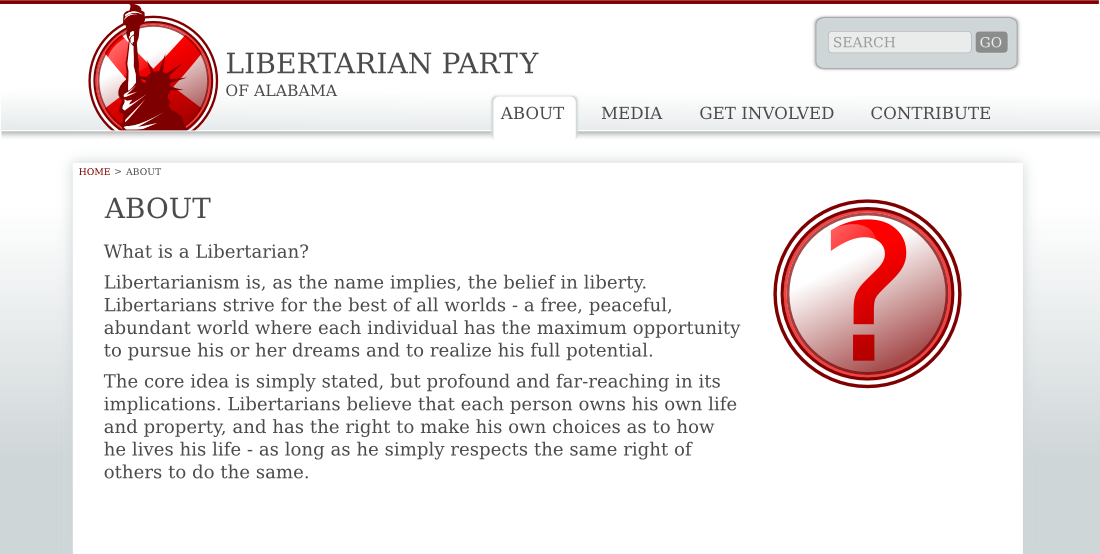 LIBERTARIAN PARTY
OF ALABAMA
SEARCH GO
ABOUT MEDIA GET INVOLVED CONTRIBUTE
HOME > ABOUT
ABOUT
What is a Libertarian?
Libertarianism is, as the name implies, the belief in liberty.
Libertarians strive for the best of all worlds - a free, peaceful,
abundant world where each individual has the maximum opportunity
to pursue his or her dreams and to realize his full potential.
The core idea is simply stated, but profound and far-reaching in its
implications. Libertarians believe that each person owns his own life
and property, and has the right to make his own choices as to how
he lives his life - as long as he simply respects the same right of
others to do the same.
?